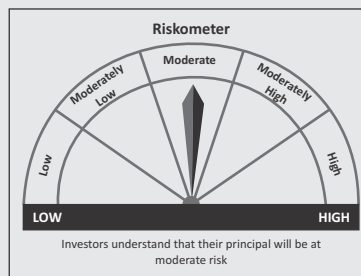 Riskometer
Low
Moderately
Low
Moderate
Moderately
High
High
LOW
HIGH
Investors understand that their principal will be at
moderate risk